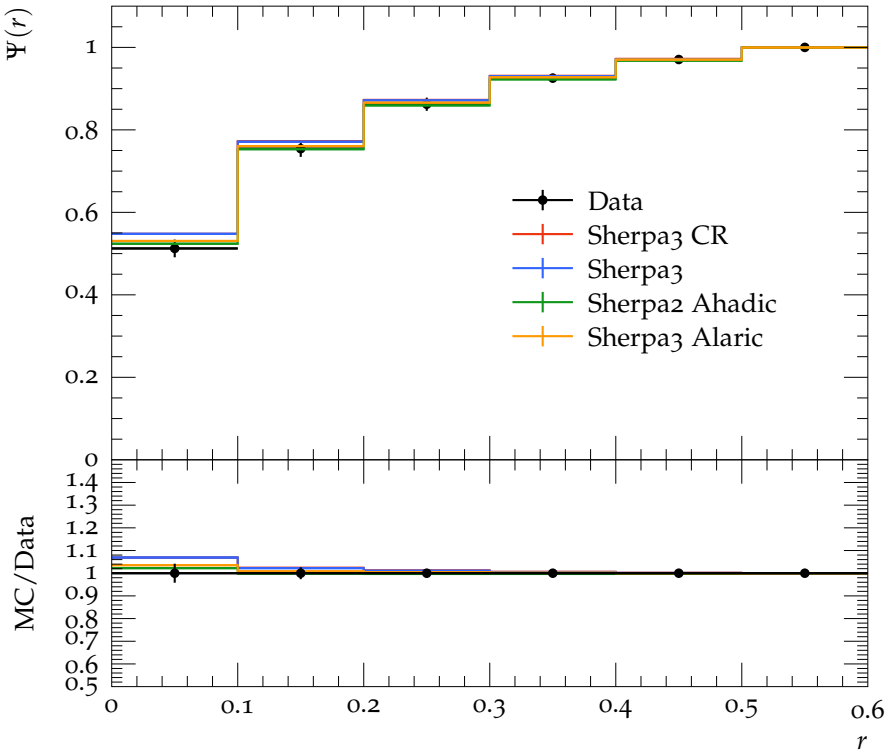 Ψ(r)
1
0.8
0.6
0.4
0.2
0
Data
Sherpa3 CR
Sherpa3
Sherpa2 Ahadic
Sherpa3 Alaric
MC/Data
1.4
1.3
1.2
1.1
1
0.9
0.8
0.7
0.6
0.5
0 0.1 0.2 0.3 0.4 0.5 0.6
r